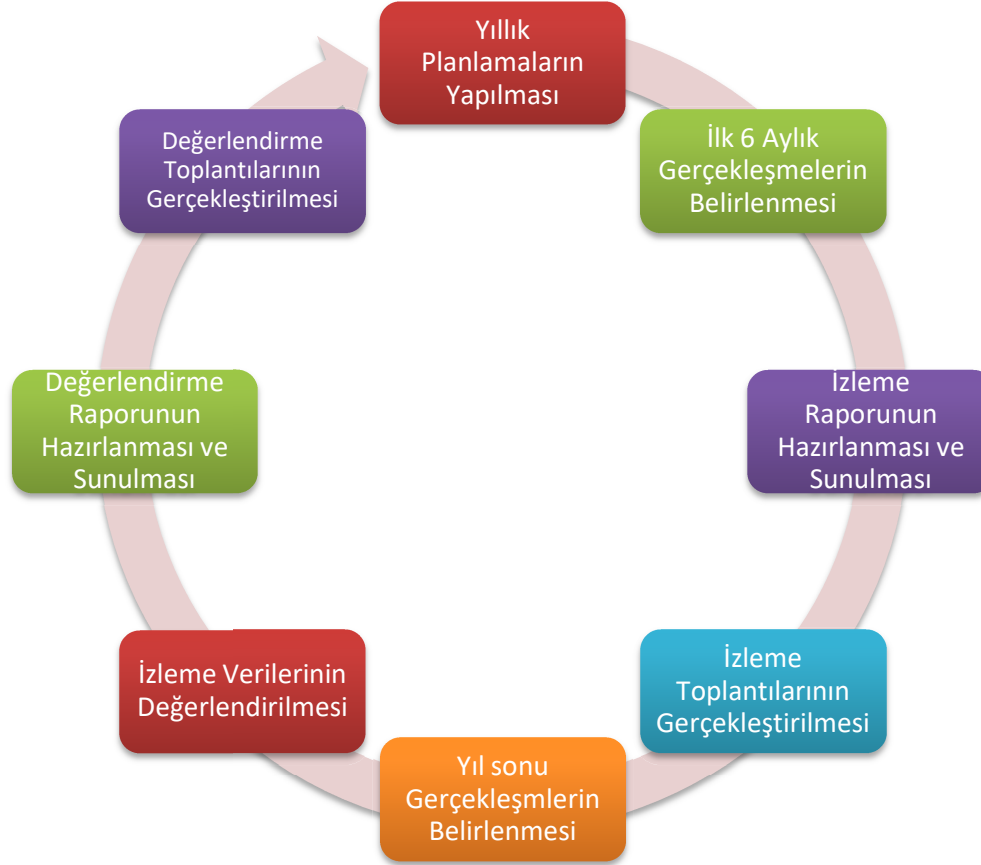 Yıllık
Planlamaların
Yapılması
İlk 6 Aylık
Gerçekleşmelerin
Belirlenmesi
İzleme
Raporunun
Hazırlanması ve
Sunulması
İzleme
Toplantılarının
Gerçekleştirilmesi
Yıl sonu
Gerçekleşmlerin
Belirlenmesi
İzleme Verilerinin
Değerlendirilmesi
Değerlendirme
Raporunun
Hazırlanması ve
Sunulması
Değerlendirme
Toplantılarının
Gerçekleştirilmesi